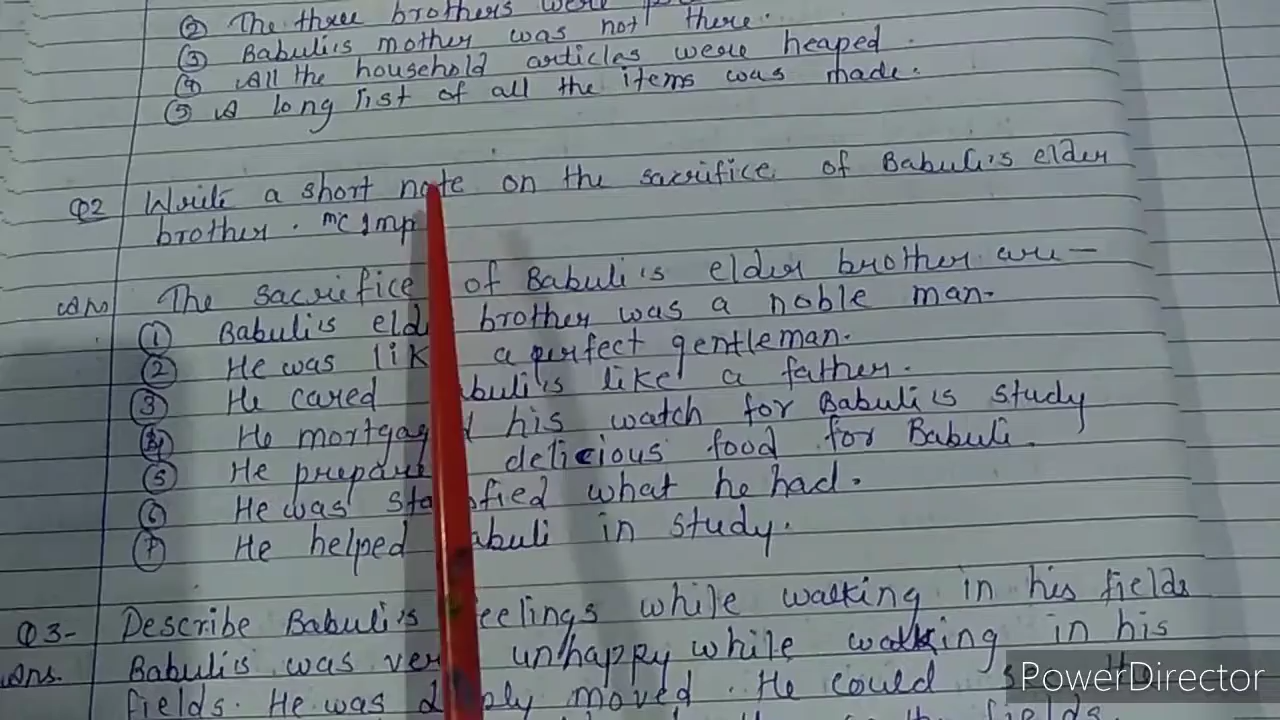 ② The three brothers were
③ Babuli's mother was not there.
④ All the household articles were heaped.
⑤ A long list of all the items was made.
Q2 Write a short note on the sacrifice of Babuli's elder
brother. mc Imp
Ans The sacrifice of Babuli's elder brother are —
① Babuli's eld brother was a noble man.
② He was lik a perfect gentleman.
③ He cared abuli's like a father.
④ He mortgag d his watch for Babuli's study
⑤ He prepare delicious food for Babuli.
⑥ He was sta sfied what he had.
⑦ He helped abuli in study.
Q3- Describe Babuli's eelings while walking in his fields
Ans. Babuli's was ver unhappy while walking in his
fields. He was d ply moved. He could
fields.
PowerDirector